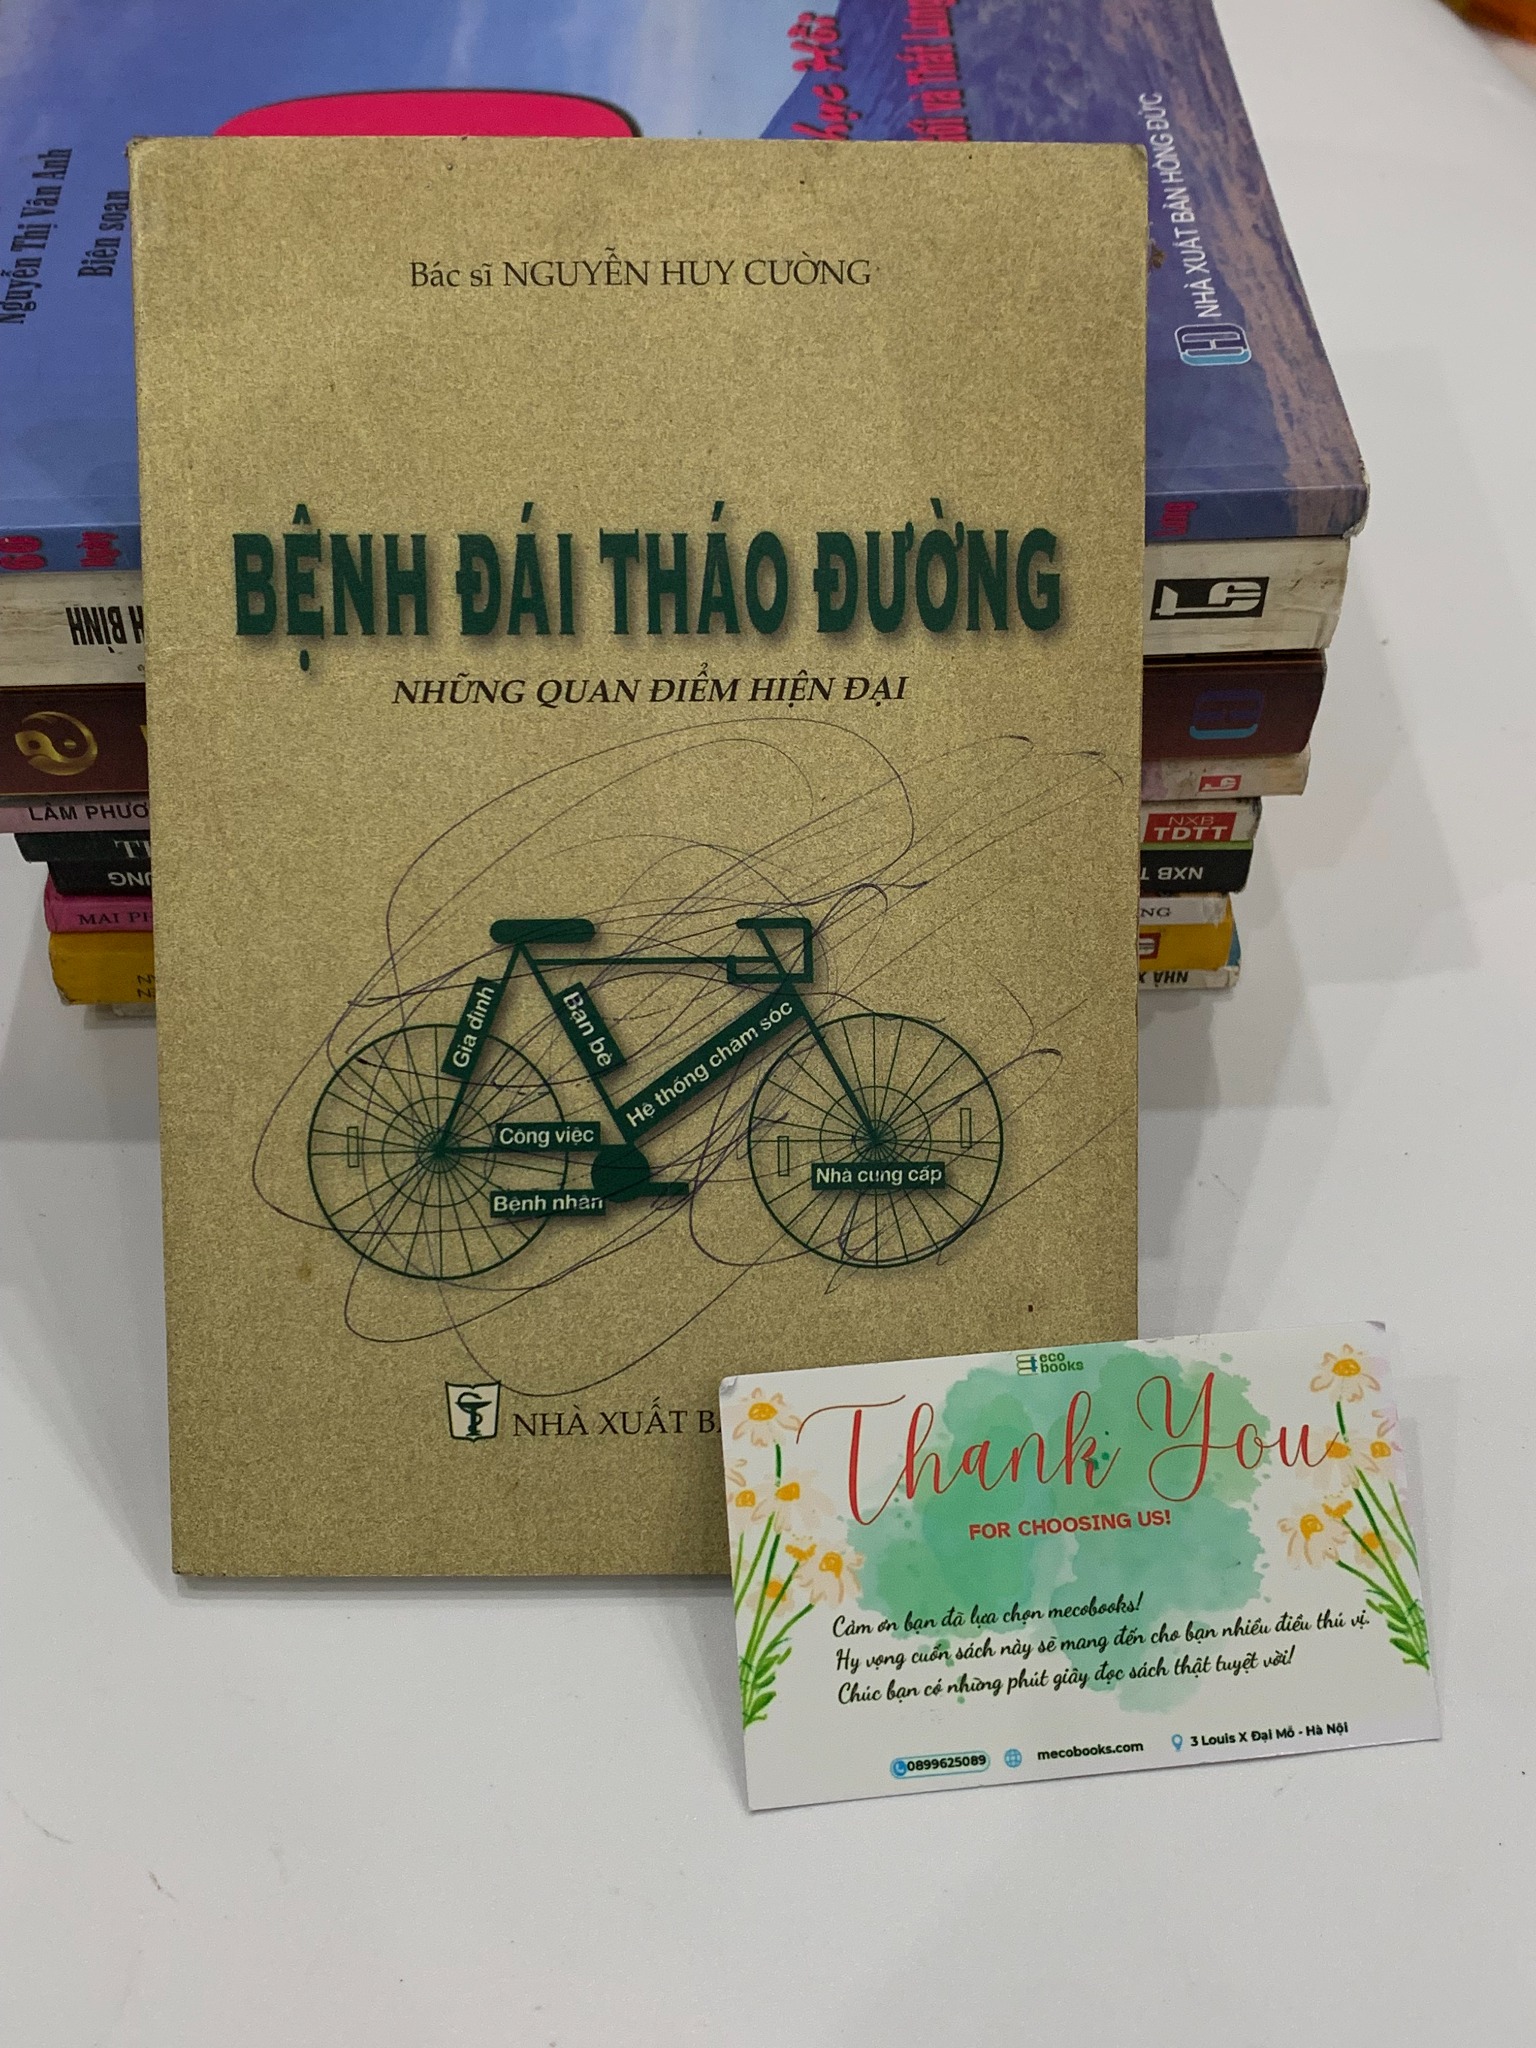 Nguyễn Thị Vân Anh
Biên soạn
NHÀ XUẤT BẢN HỒNG ĐỨC
Bác sĩ NGUYỄN HUY CƯỜNG
BỆNH ĐÁI THÁO ĐƯỜNG
NHỮNG QUAN ĐIỂM HIỆN ĐẠI
Gia đình
Bạn bè
Hệ thống chăm sóc
Công việc
Bệnh nhân
Nhà cung cấp
NHÀ XUẤT
LÂM
MAI
NXB
TDTT
NXB
eco
books
Thank You
FOR CHOOSING US!
Cảm ơn bạn đã lựa chọn mecobooks!
Hy vọng cuốn sách này sẽ mang đến cho bạn nhiều điều thú vị.
Chúc bạn có những phút giây đọc sách thật tuyệt vời!
0899625089
mecobooks.com
3 Louis X Đại Mỗ - Hà Nội